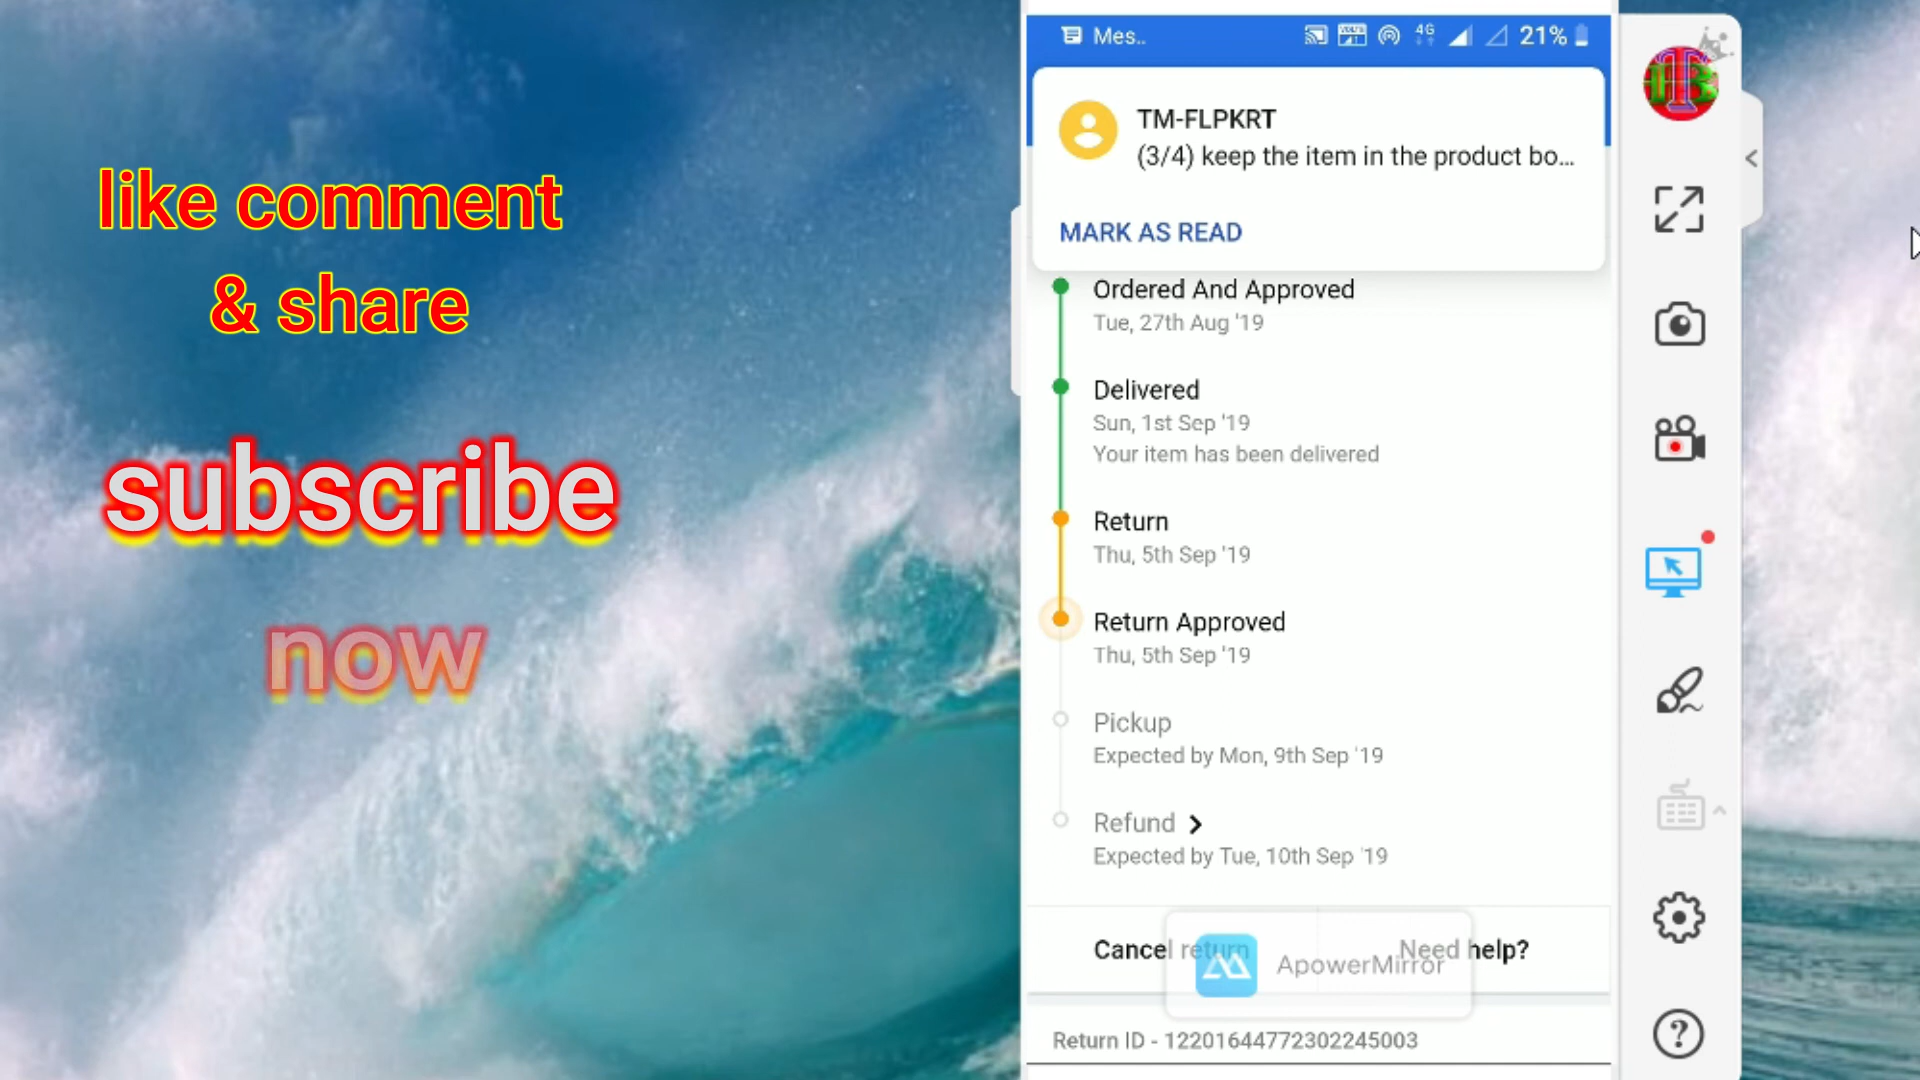 like comment
& share
subscribe
now
Mes..
4G
21%
TM-FLPKRT
(3/4) keep the item in the product bo...
MARK AS READ
Ordered And Approved
Tue, 27th Aug '19
Delivered
Sun, 1st Sep '19
Your item has been delivered
Return
Thu, 5th Sep '19
Return Approved
Thu, 5th Sep '19
Pickup
Expected by Mon, 9th Sep '19
Refund
Expected by Tue, 10th Sep '19
Cancel return Need help?
ApowerMirror
Return ID - 12201644772302245003